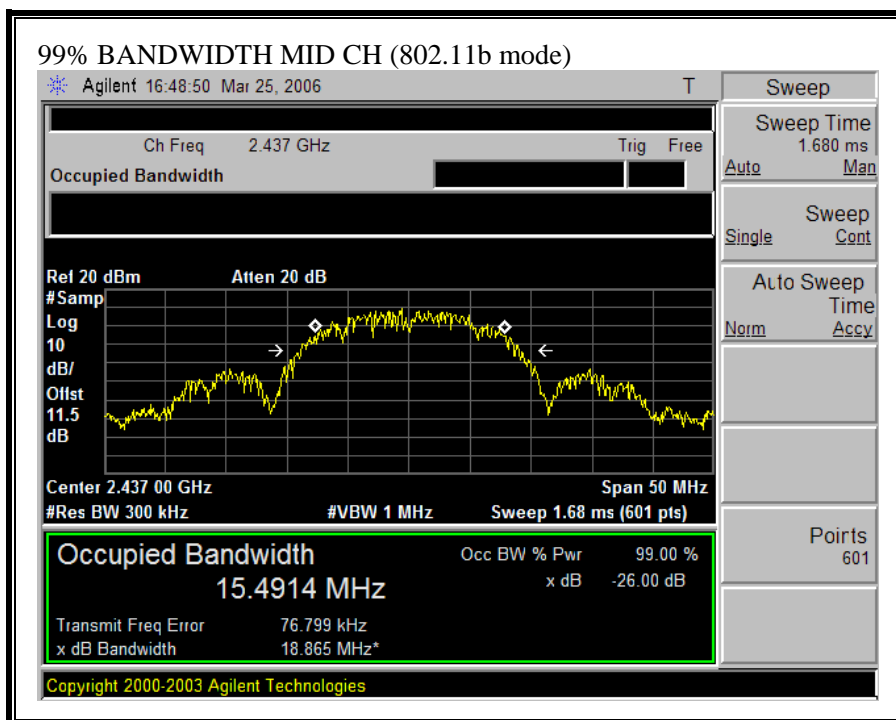 99% BANDWIDTH MID CH (802.11b mode)
Agilent 16:48:50 Mar 25, 2006 T
Sweep
Ch Freq 2.437 GHz Trig Free
Occupied Bandwidth
Sweep Time
1.680 ms
Auto Man
Sweep
Single Cont
Auto Sweep
Time
Norm Accy
Ref 20 dBm Atten 20 dB
#Samp
Log
10
dB/
Offst
11.5
dB
Center 2.437 00 GHz Span 50 MHz
#Res BW 300 kHz #VBW 1 MHz Sweep 1.68 ms (601 pts)
Points
601
Occupied Bandwidth Occ BW % Pwr 99.00 %
15.4914 MHz x dB -26.00 dB
Transmit Freq Error 76.799 kHz
x dB Bandwidth 18.865 MHz*
Copyright 2000-2003 Agilent Technologies